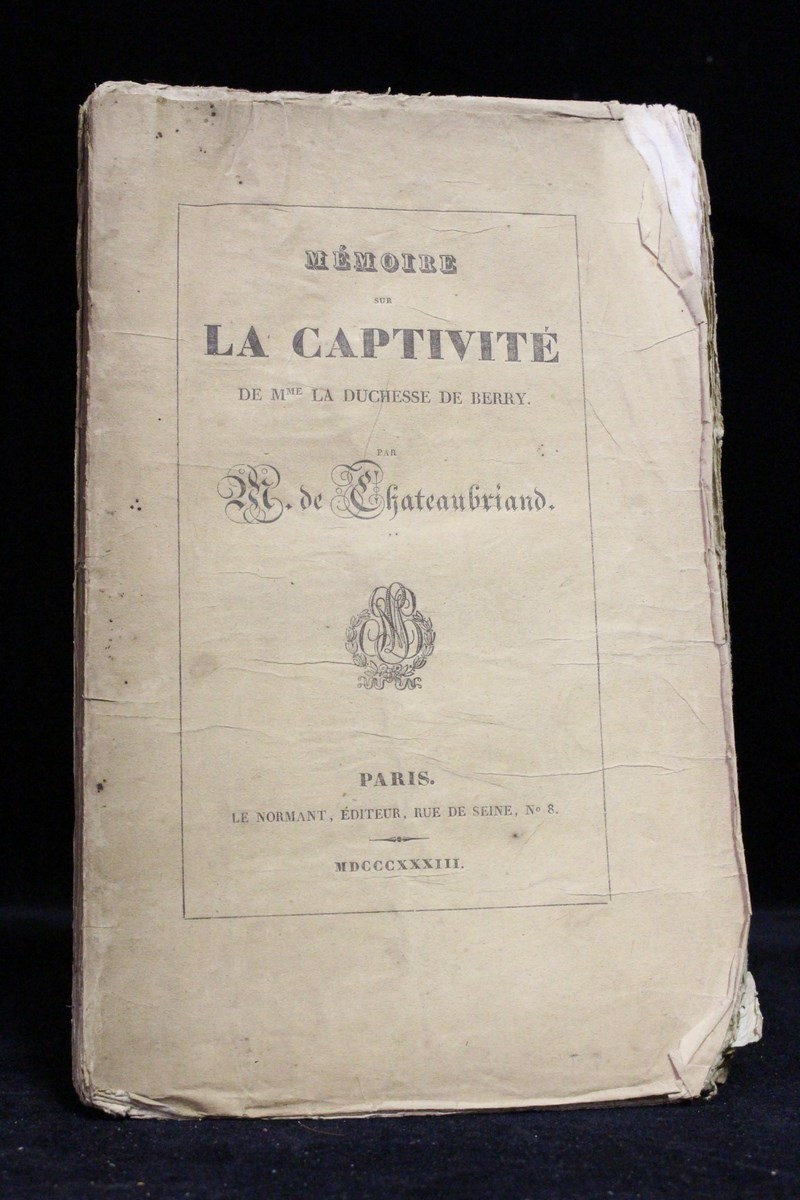 MÉMOIRE
SUR
LA CAPTIVITÉ
DE MME LA DUCHESSE DE BERRY.
PAR
M. de Chateaubriand.
PARIS.
LE NORMANT, ÉDITEUR, RUE DE SEINE, No 8.
MDCCCXXXIII.